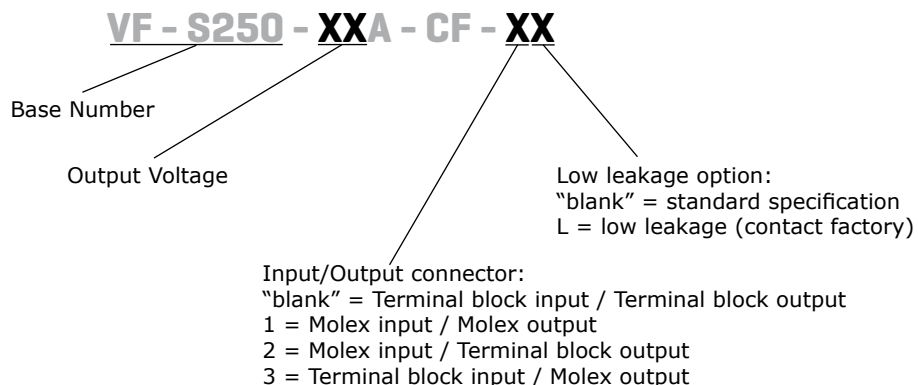 VF - S250 - XXA - CF - XX
Base Number
Output Voltage
Low leakage option:
“blank” = standard specification
L = low leakage (contact factory)
Input/Output connector:
“blank” = Terminal block input / Terminal block output
1 = Molex input / Molex output
2 = Molex input / Terminal block output
3 = Terminal block input / Molex output